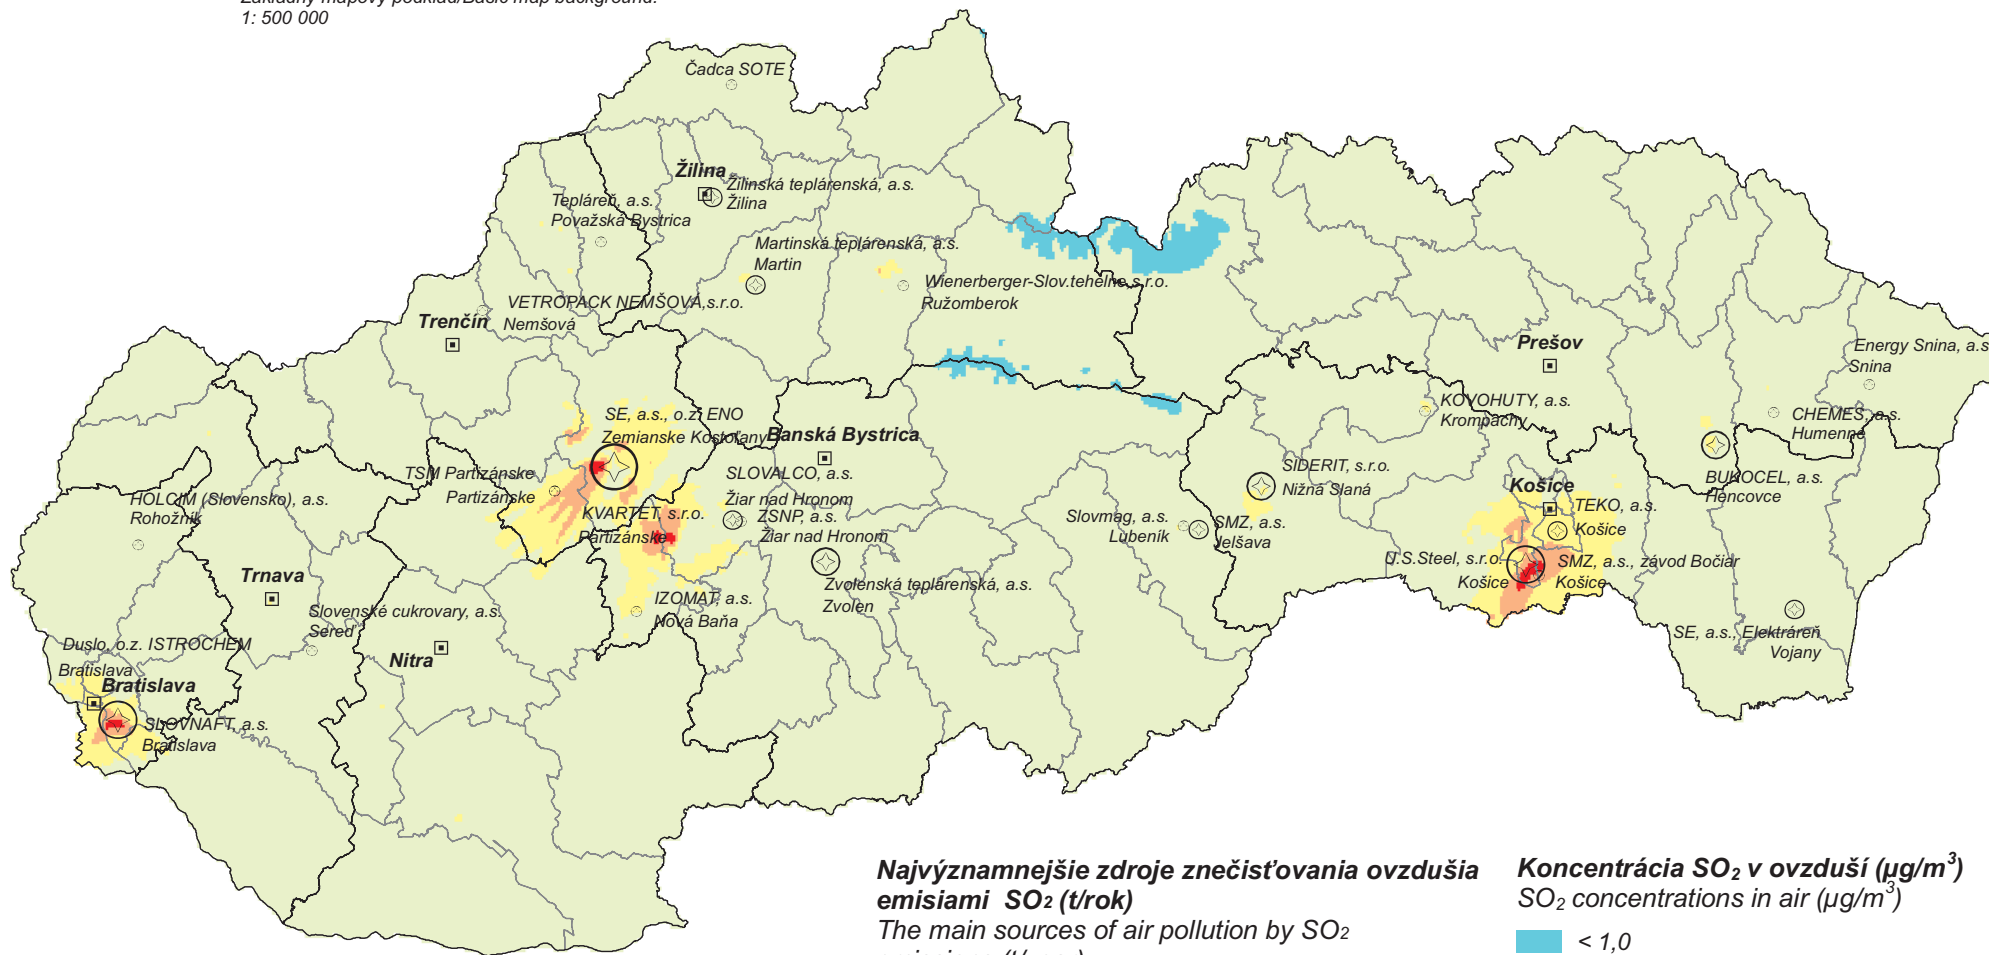 1: 500 000
Čadca SOTE
Žilina
Žilinská teplárenská, a.s.
Žilina
Tepláreň, a.s.
Považská Bystrica
Martinská teplárenská, a.s.
Martin
Wienerberger-Slov.tehelne,s.r.o.
Ružomberok
VETROPACK NEMŠOVÁ,s.r.o.
Nemšová
Trenčín
Prešov
Energy Snina, a.s
Snina
KOVOHUTY, a.s.
Krompachy
CHEMES, a.s.
Humenné
SE, a.s., o.z. ENO
Zemianske Kostoľany
Banská Bystrica
TSM Partizánske
Partizánske
SLOVALCO, a.s.
Žiar nad Hronom
SIDERIT, s.r.o.
Nižná Slaná
BUKOCEL, a.s.
Hencovce
HOLCIM (Slovensko), a.s.
Rohožník
KVARTET, s.r.o.
Partizánske
ZSNP, a.s.
Žiar nad Hronom
Slovmag, a.s.
Lubeník
SMZ, a.s.
Jelšava
Košice
TEKO, a.s.
Košice
U.S.Steel, s.r.o.
Košice
SMZ, a.s., závod Bočiar
Košice
Trnava
Zvolenská teplárenská, a.s.
Zvolen
IZOMAT, a.s.
Nová Baňa
Slovenské cukrovary, a.s.
Sereď
SE, a.s., Elektráreň
Vojany
Duslo, o.z. ISTROCHEM
Bratislava
Nitra
Bratislava
SLOVNAFT, a.s.
Bratislava
Najvýznamnejšie zdroje znečisťovania ovzdušia
emisiami SO₂ (t/rok)
The main sources of air pollution by SO₂
Koncentrácia SO₂ v ovzduší (µg/m³)
SO₂ concentrations in air (µg/m³)
< 1,0